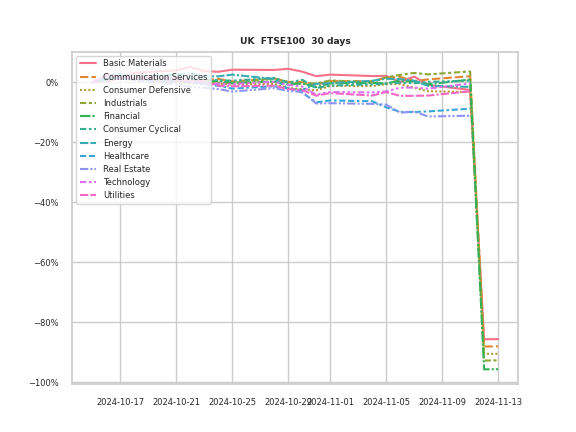 UK  FTSE100  30 days
Basic Materials
Communication Services
Consumer Defensive
Industrials
Financial
Consumer Cyclical
Energy
Healthcare
Real Estate
Technology
Utilities
0%
−20%
−40%
−60%
−80%
−100%
2024-10-17 2024-10-21 2024-10-25 2024-10-29 2024-11-01 2024-11-05 2024-11-09 2024-11-13